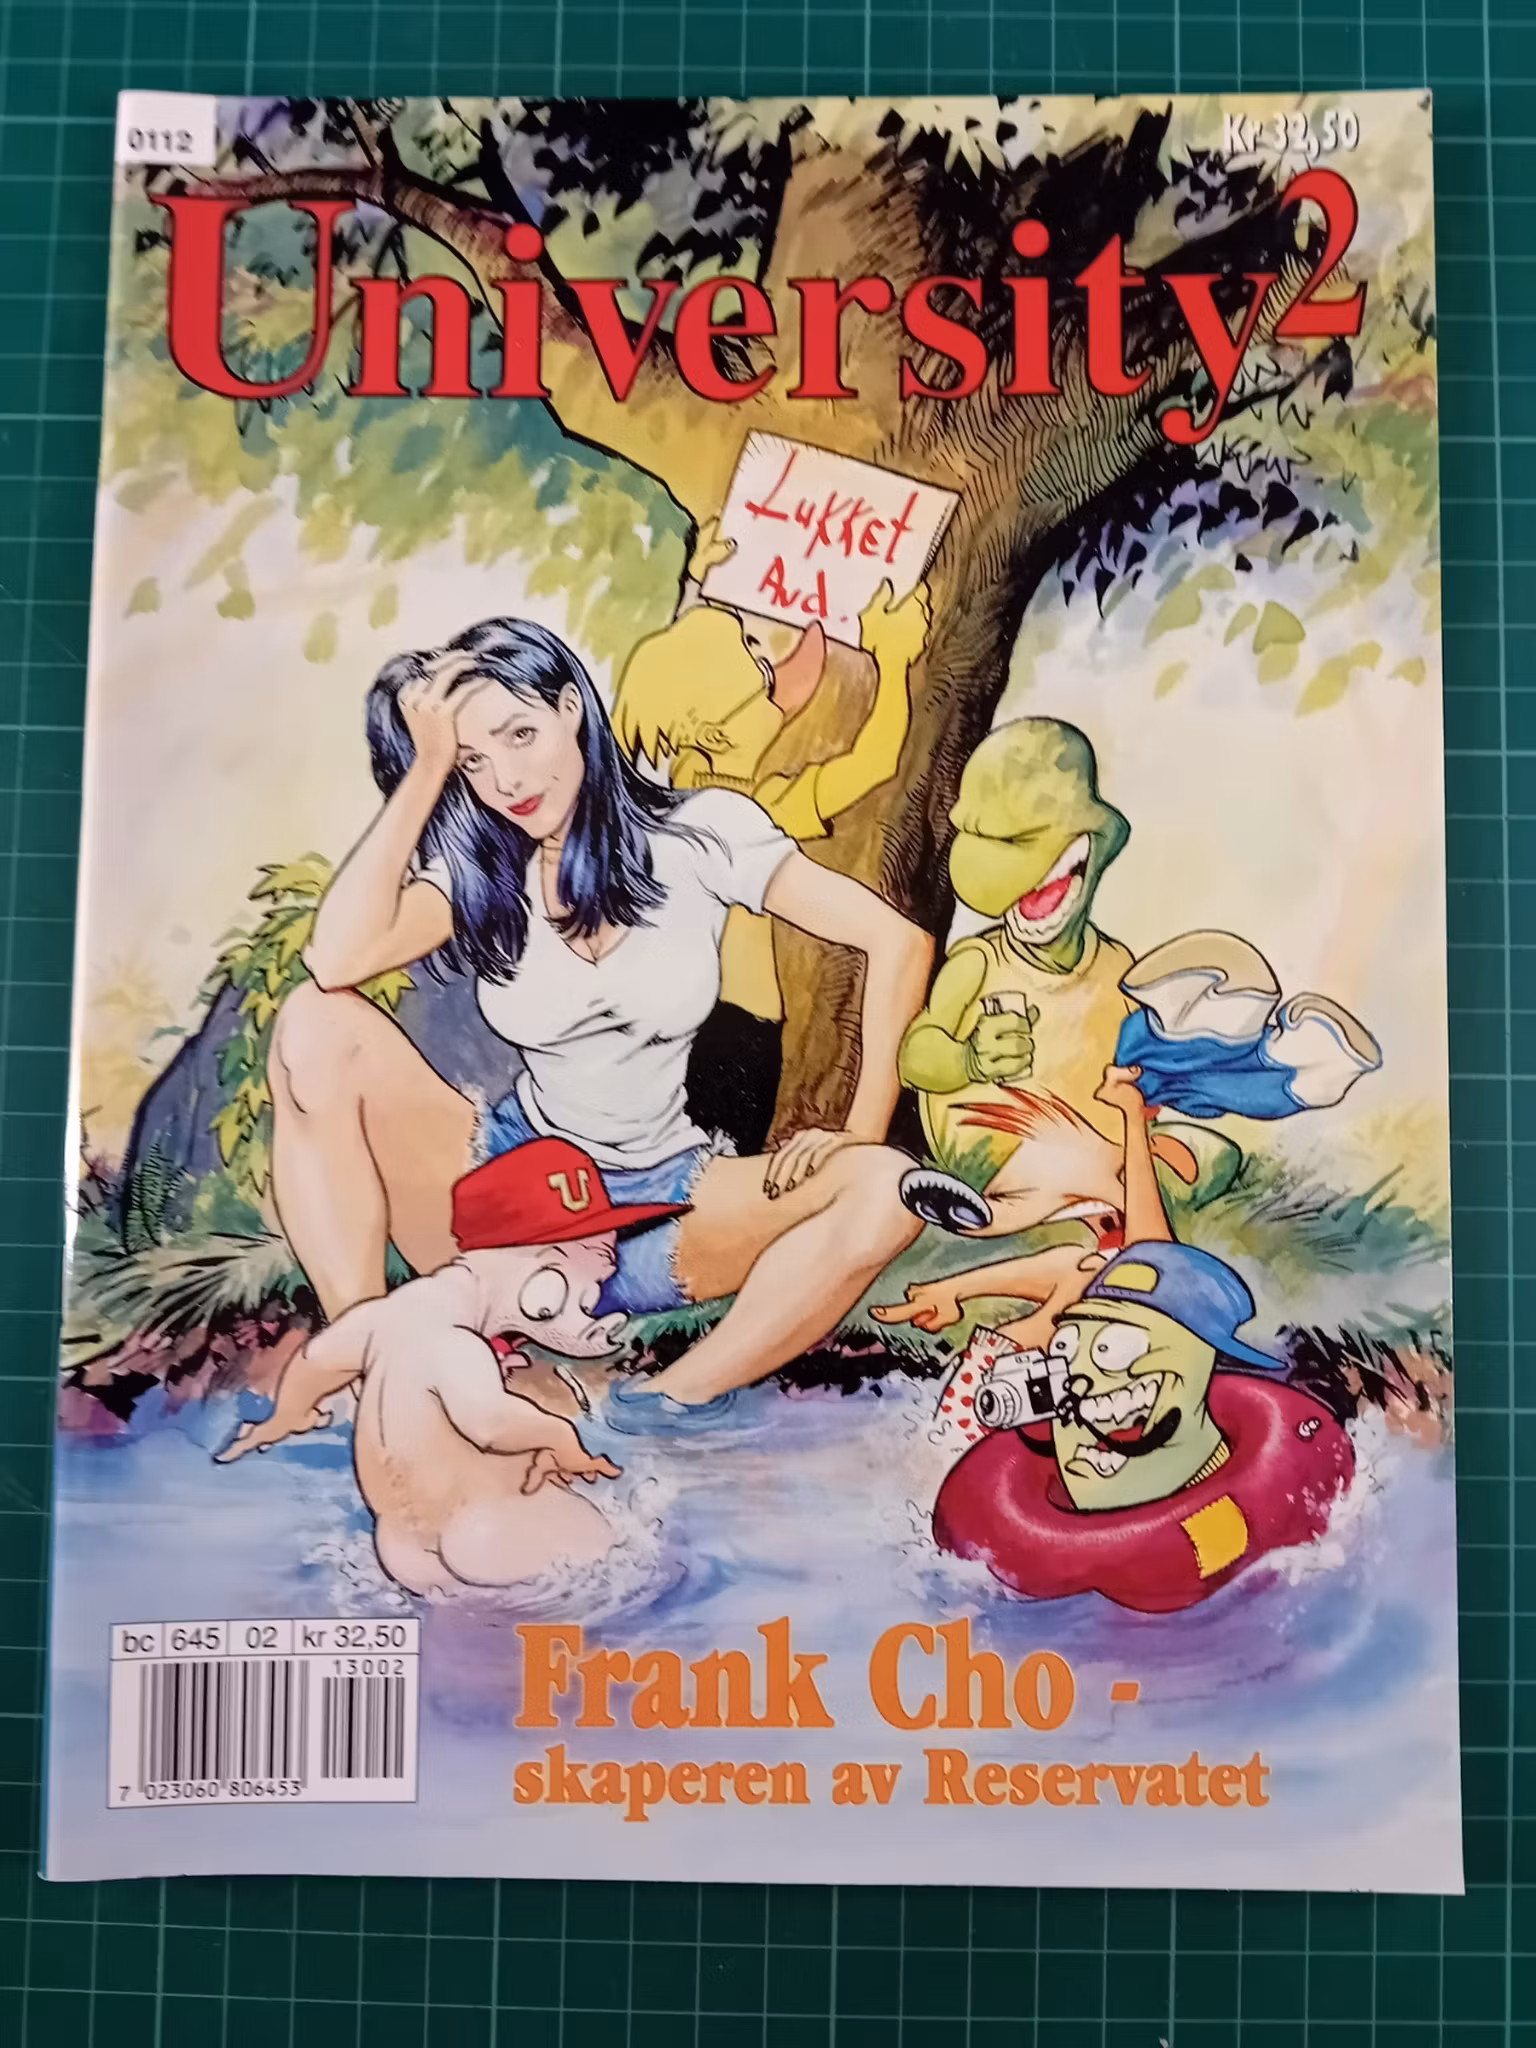 0112
Kr 32,50
University2
Lukket
Avd.
U
bc 645 02 kr 32,50
13002
7 023060 806453
Frank Cho -
skaperen av Reservatet